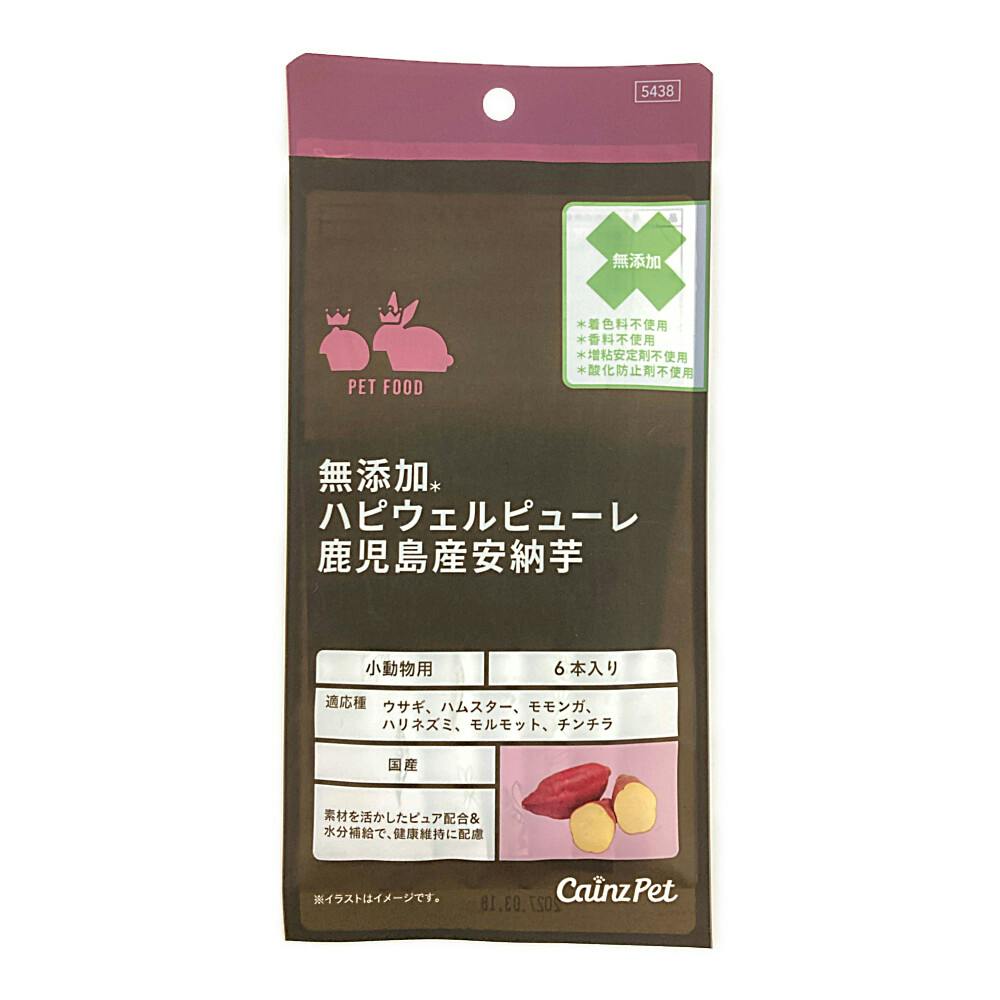 5438
無添加
＊着色料不使用
＊香料不使用
＊増粘安定剤不使用
＊酸化防止剤不使用
PET FOOD
無添加＊
ハピウェルピューレ
鹿児島産安納芋
小動物用
6本入り
適応種 ウサギ、ハムスター、モモンガ、
ハリネズミ、モルモット、チンチラ
国産
素材を活かしたピュア配合&
水分補給で、健康維持に配慮
※イラストはイメージです。
2027.03.18
CainzPet